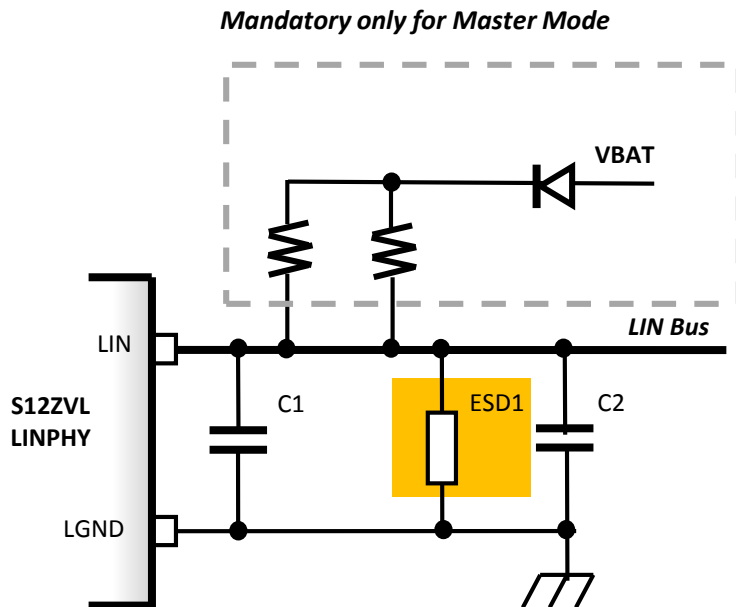 Mandatory only for Master Mode
VBAT
LIN Bus
LIN
C1
ESD1
C2
S12ZVL
LINPHY
LGND